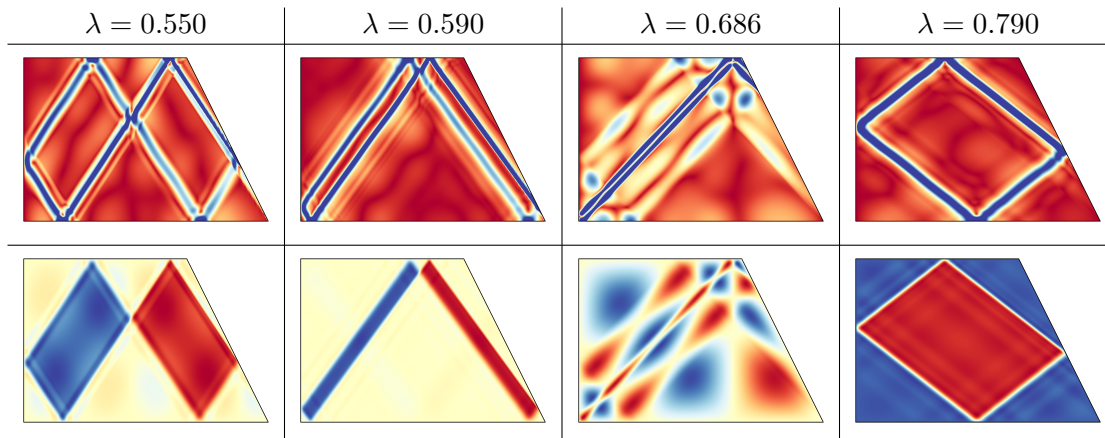 λ = 0.550 λ = 0.590 λ = 0.686 λ = 0.790